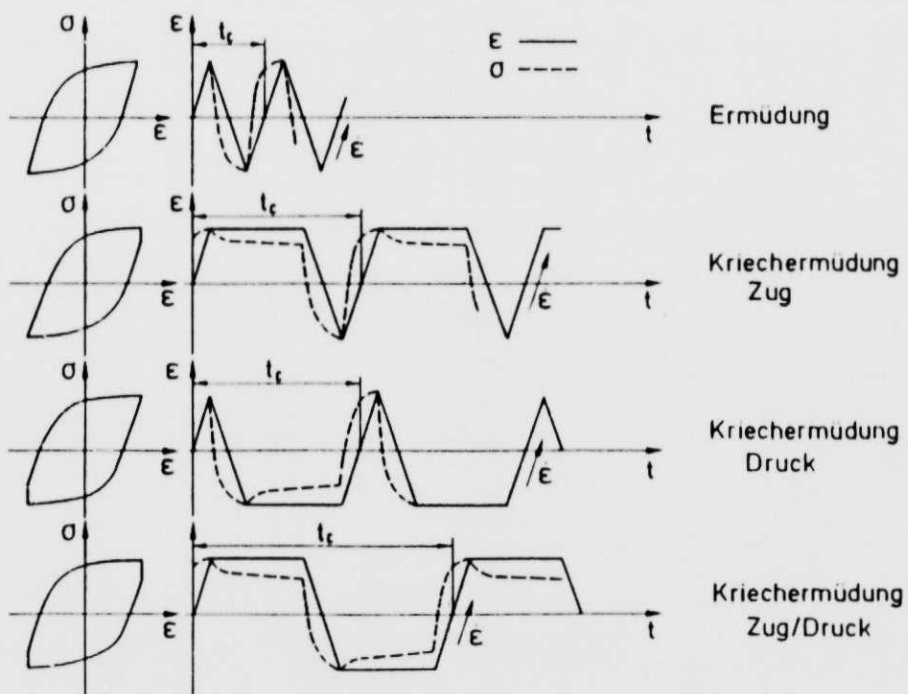 σ ε t_c ε ——— σ ----
ε ε̇ t Ermüdung
σ ε t_c
ε ε̇ t Kriechermüdung
Zug
σ ε t_c
ε ε̇ t Kriechermüdung
Druck
σ ε t_c
ε ε̇ t Kriechermüdung
Zug/Druck